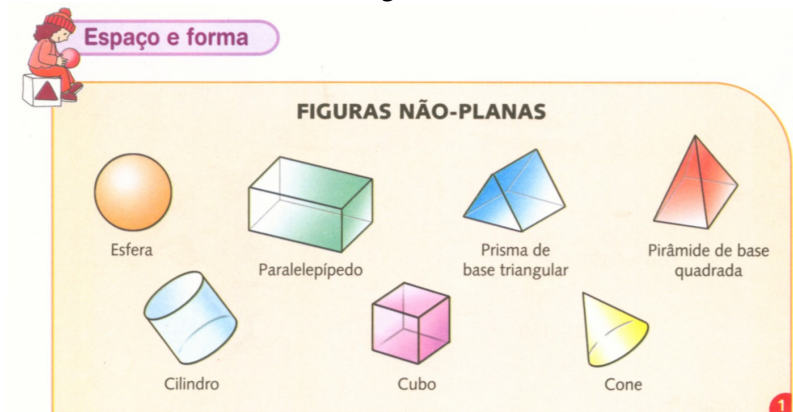 Espaço e forma
FIGURAS NÃO-PLANAS
Esfera
Paralelepípedo
Prisma de
base triangular
Pirâmide de base
quadrada
Cilindro
Cubo
Cone
1